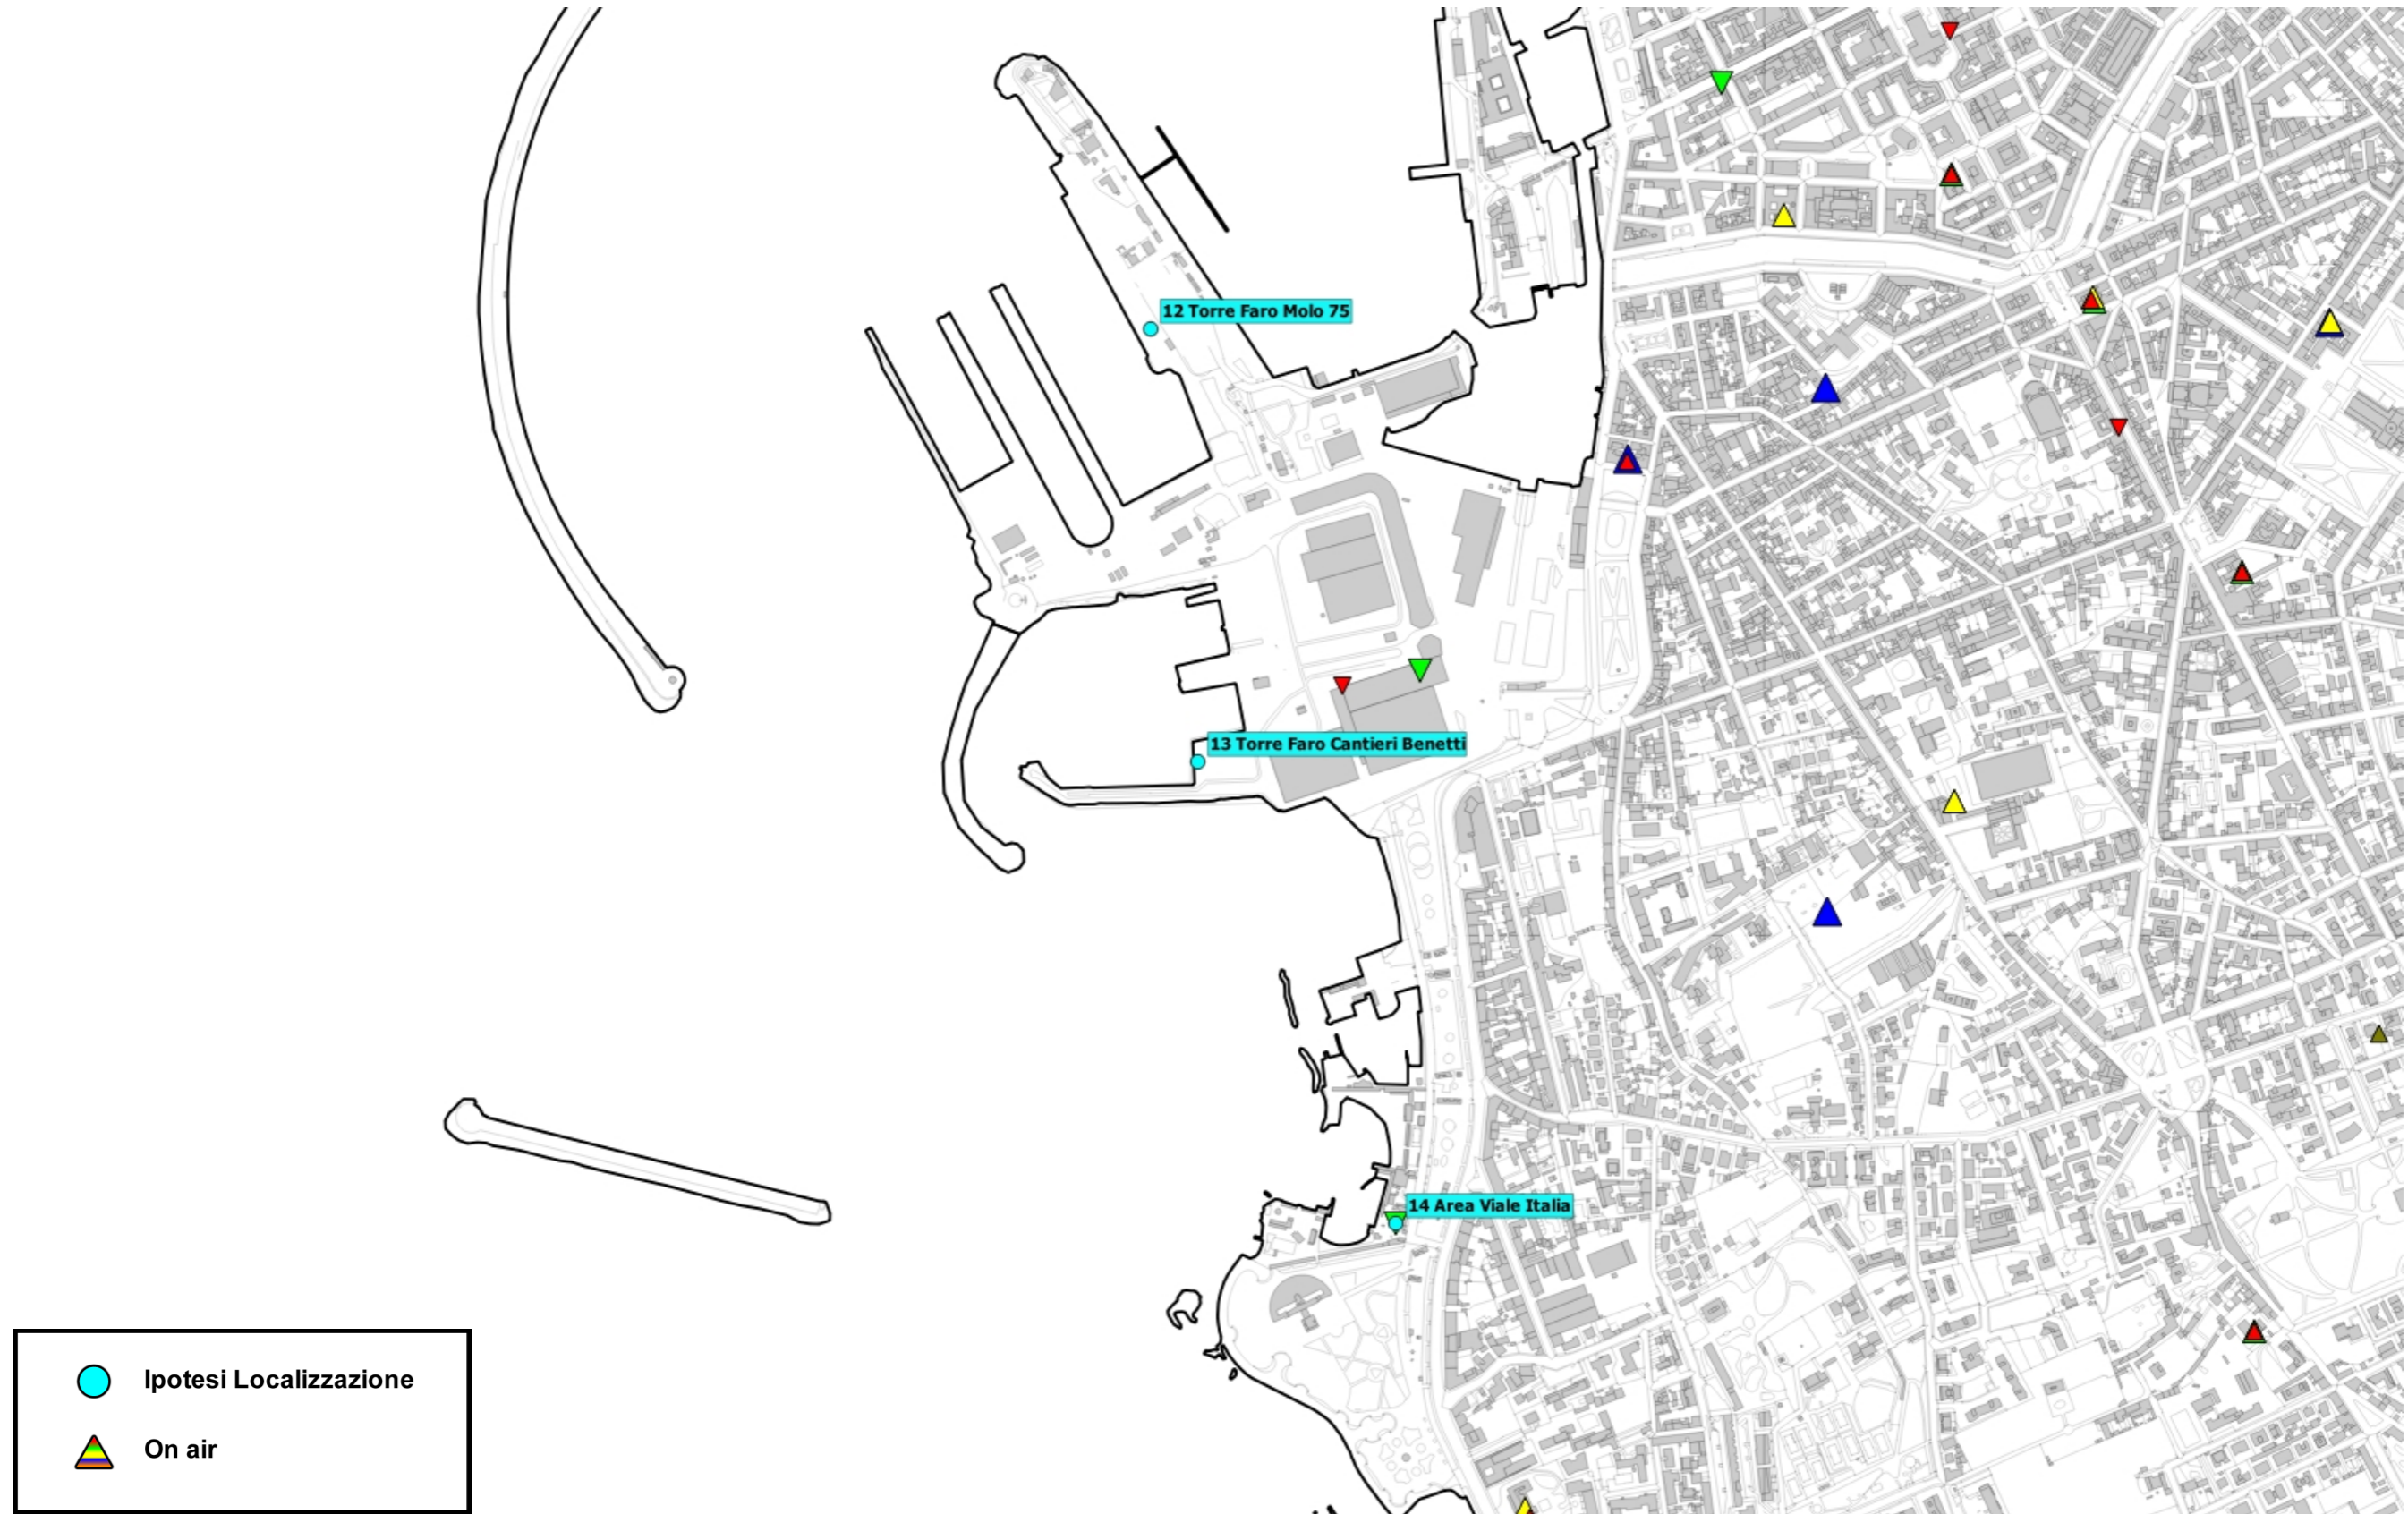 12 Torre Faro Molo 75
13 Torre Faro Cantieri Benetti
14 Area Viale Italia
Ipotesi Localizzazione
On air